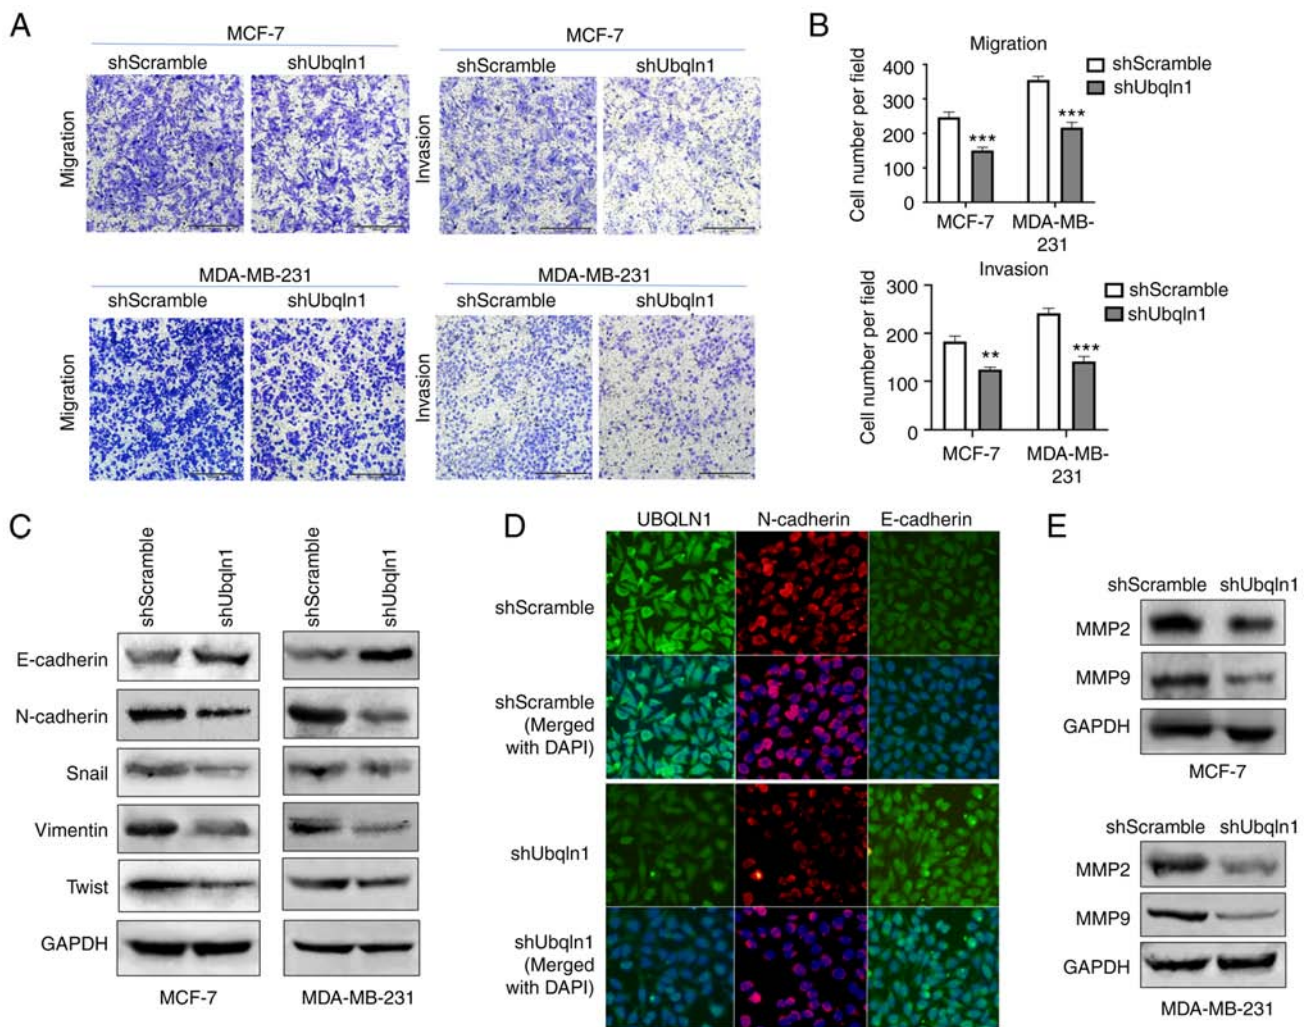 A
MCF-7
shScramble
shUbqln1
Migration
MCF-7
shScramble
shUbqln1
Invasion
MDA-MB-231
shScramble
shUbqln1
Migration
MDA-MB-231
shScramble
shUbqln1
Invasion
B
Migration
Cell number per field
400
300
200
100
0
***
***
MCF-7
MDA-MB-
231
shScramble
shUbqln1
Invasion
Cell number per field
300
200
100
0
**
***
MCF-7
MDA-MB-
231
shScramble
shUbqln1
C
shScramble
shUbqln1
shScramble
shUbqln1
E-cadherin
N-cadherin
Snail
Vimentin
Twist
GAPDH
MCF-7
MDA-MB-231
D
UBQLN1
N-cadherin
E-cadherin
shScramble
shScramble
(Merged
with DAPI)
shUbqln1
shUbqln1
(Merged
with DAPI)
E
shScramble shUbqln1
MMP2
MMP9
GAPDH
MCF-7
shScramble shUbqln1
MMP2
MMP9
GAPDH
MDA-MB-231